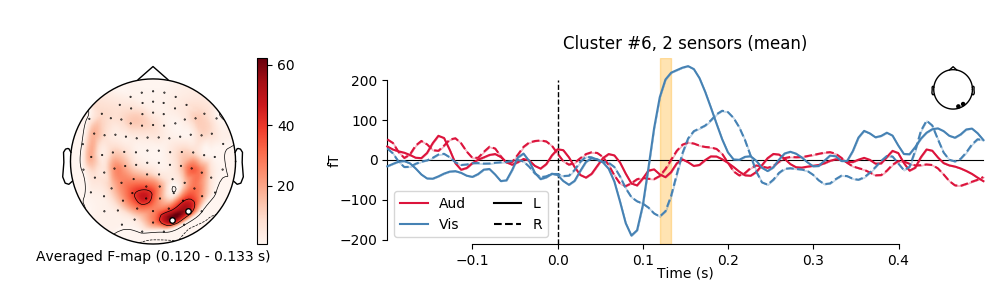 Cluster #6, 2 sensors (mean)
60
40
20
Averaged F-map (0.120 - 0.133 s)
fT
200
100
0
−100
−200
Aud
Vis
L
R
−0.1
0.0
0.1
0.2
0.3
0.4
Time (s)